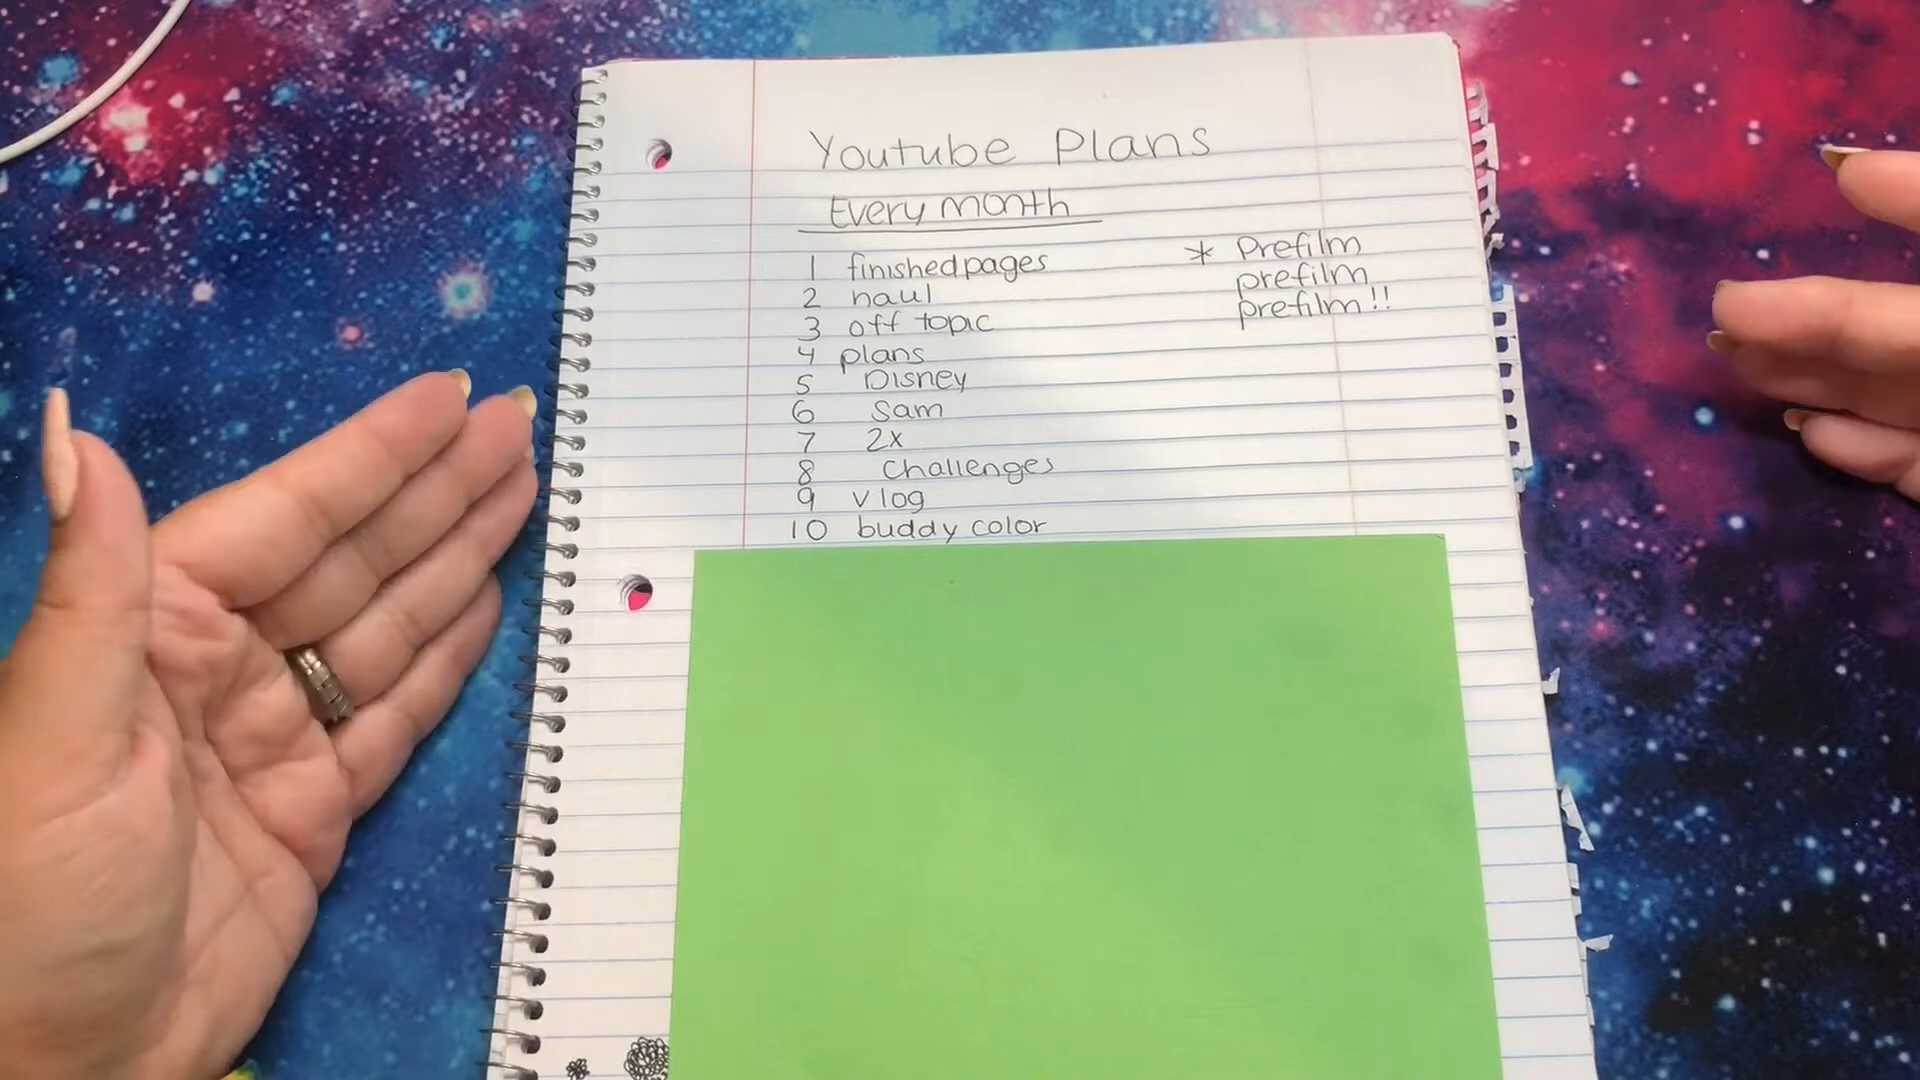 Youtube Plans
Every month
1 finished pages
2 haul
3 off topic
4 plans
5 Disney
6 Sam
7 2x
8 Challenges
9 vlog
10 buddy color
* Prefilm
prefilm
prefilm!!